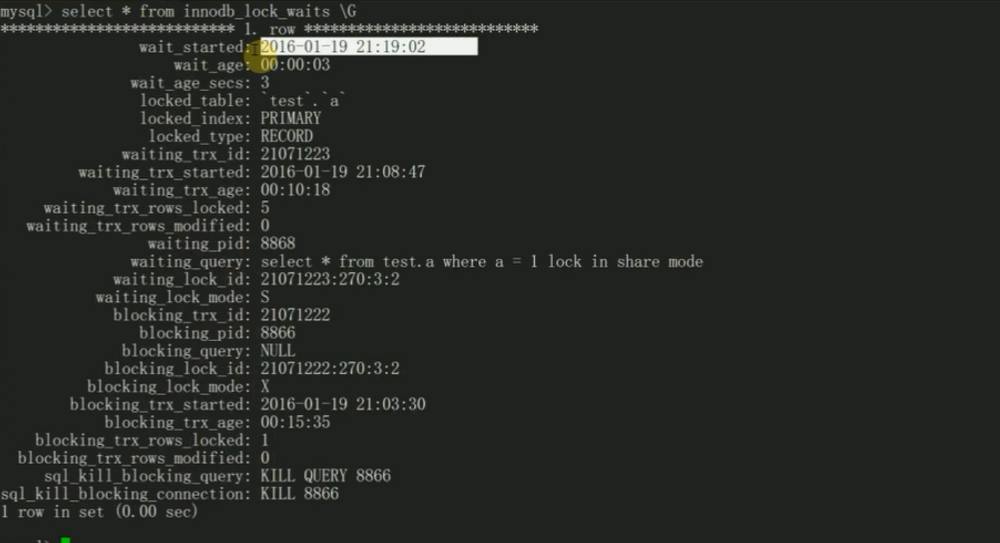 mysql> select * from innodb_lock_waits \G
*************************** 1. row ***************************
wait_started: 2016-01-19 21:19:02
wait_age: 00:00:03
wait_age_secs: 3
locked_table: `test`.`a`
locked_index: PRIMARY
locked_type: RECORD
waiting_trx_id: 21071223
waiting_trx_started: 2016-01-19 21:08:47
waiting_trx_age: 00:10:18
waiting_trx_rows_locked: 5
waiting_trx_rows_modified: 0
waiting_pid: 8868
waiting_query: select * from test.a where a = 1 lock in share mode
waiting_lock_id: 21071223:270:3:2
waiting_lock_mode: S
blocking_trx_id: 21071222
blocking_pid: 8866
blocking_query: NULL
blocking_lock_id: 21071222:270:3:2
blocking_lock_mode: X
blocking_trx_started: 2016-01-19 21:03:30
blocking_trx_age: 00:15:35
blocking_trx_rows_locked: 1
blocking_trx_rows_modified: 0
sql_kill_blocking_query: KILL QUERY 8866
sql_kill_blocking_connection: KILL 8866
1 row in set (0.00 sec)